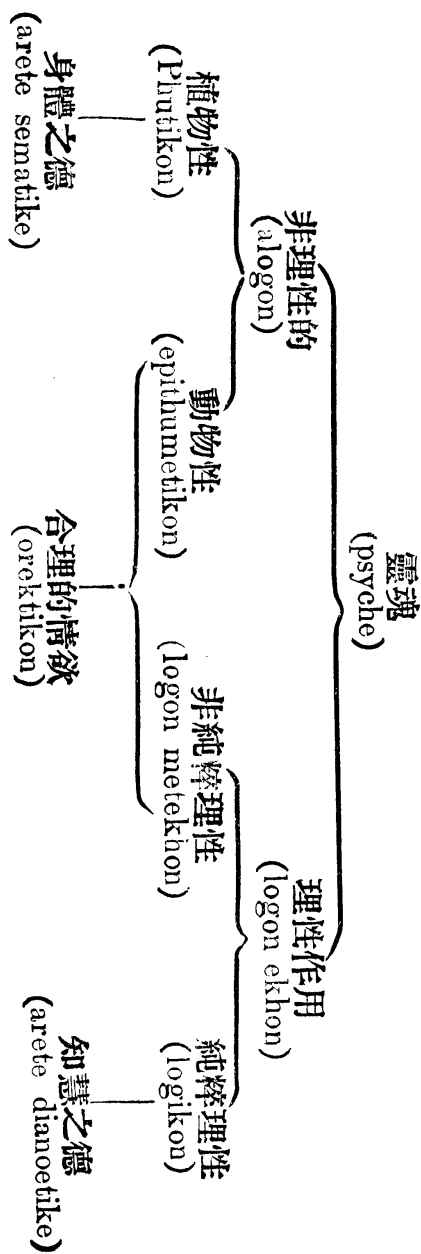 靈魂
(psyche)
非理性的
(alogon)
理性作用
(logon ekhon)
植物性
(Phutikon)
動物性
(epithumetikon)
非純粹理性
(logon metekhon)
純粹理性
(logikon)
身體之德
(arete sematike)
合理的情欲
(orektikon)
知慧之德
(arete dianoetike)